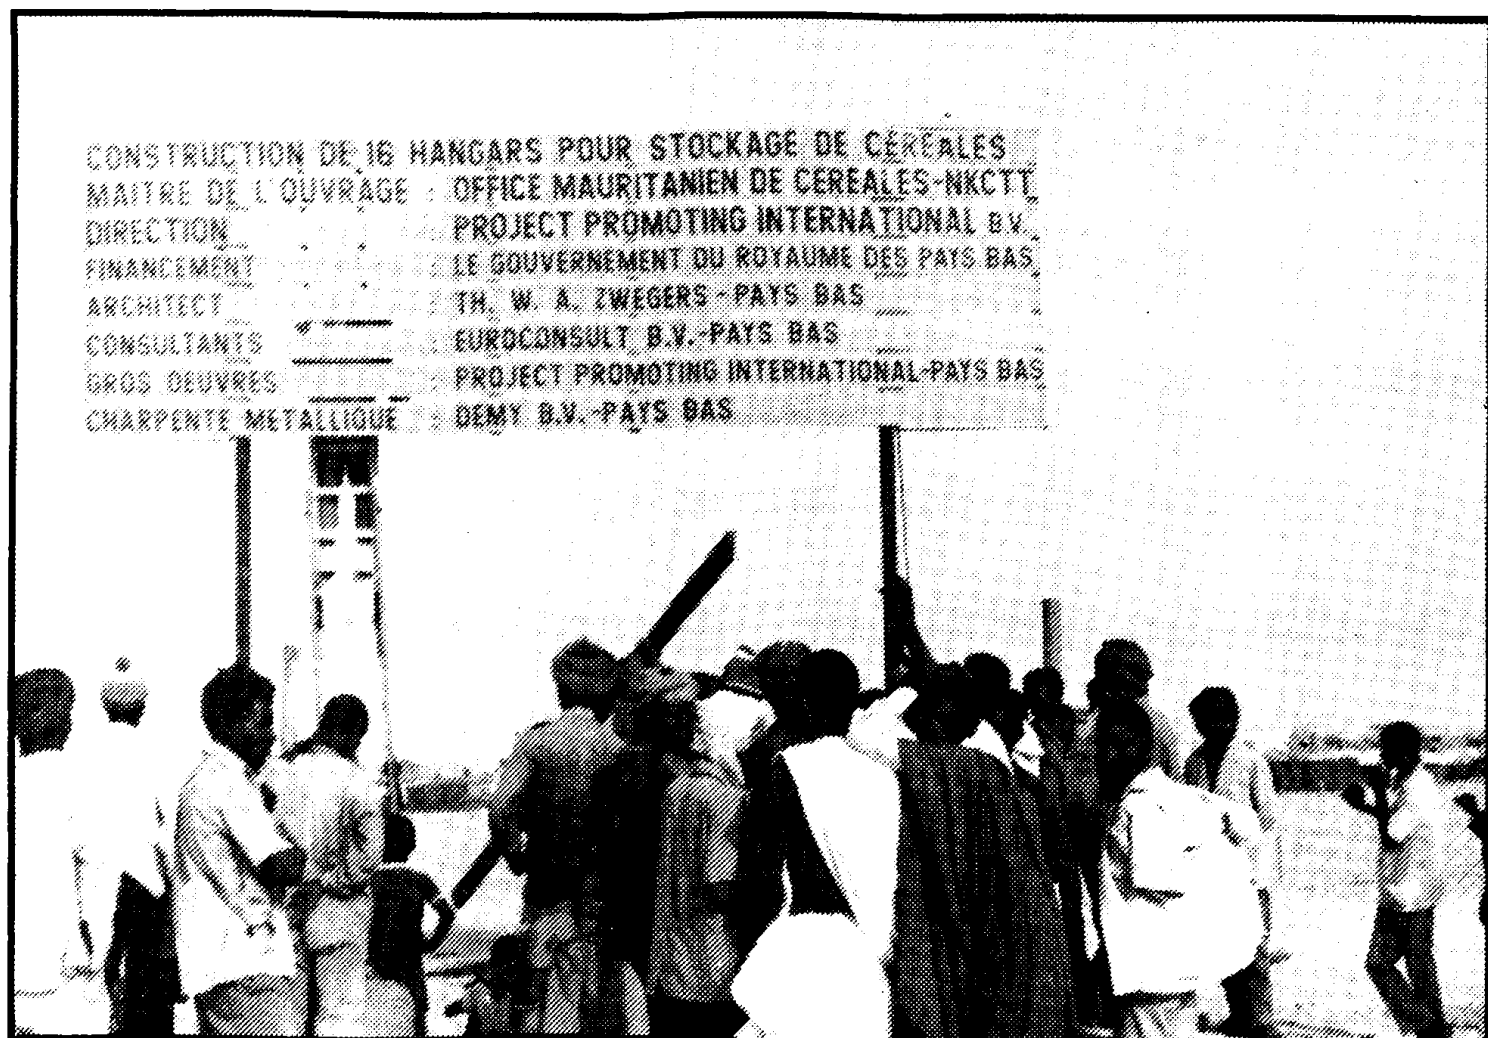 CONSTRUCTION DE 16 HANGARS POUR STOCKAGE DE CÉRÉALES
MAITRE DE L'OUVRAGE : OFFICE MAURITANIEN DE CEREALES-NKCTT
DIRECTION : PROJECT PROMOTING INTERNATIONAL B.V.
FINANCEMENT : LE GOUVERNEMENT DU ROYAUME DES PAYS BAS
ARCHITECT : TH. W. A. ZWEGERS - PAYS BAS
CONSULTANTS : EUROCONSULT B.V.-PAYS BAS
GROS OEUVRES : PROJECT PROMOTING INTERNATIONAL-PAYS BAS
CHARPENTE METALLIQUE : DEMY B.V.-PAYS BAS